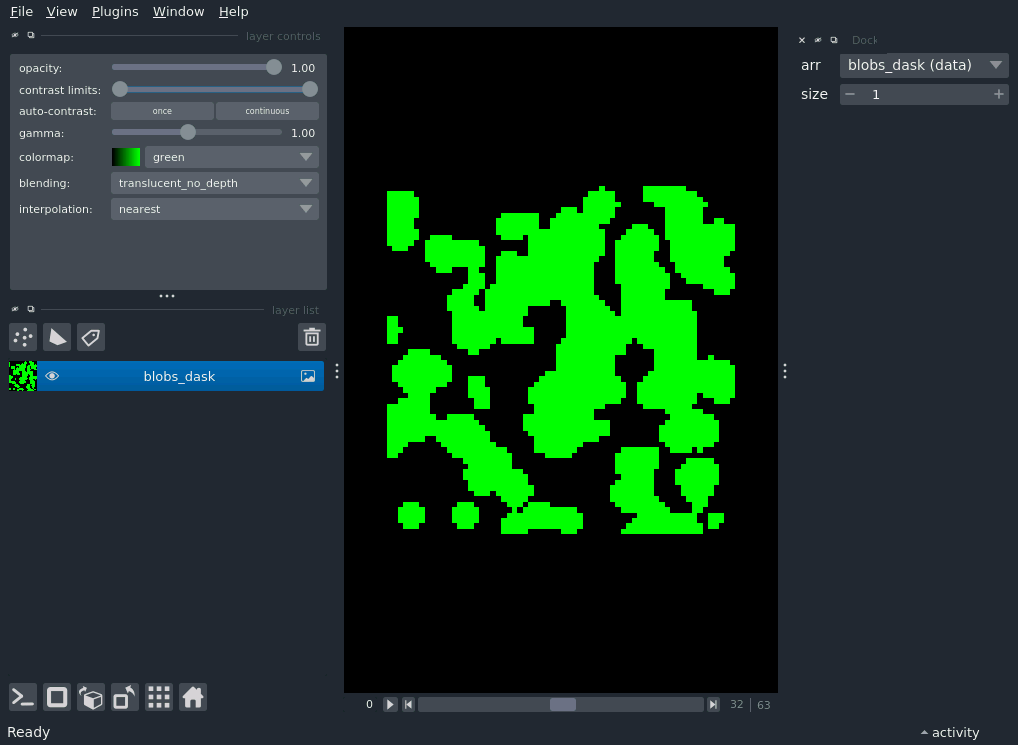 File View Plugins Window Help
layer controls
opacity: 1.00
contrast limits:
auto-contrast: once continuous
gamma: 1.00
colormap: green
blending: translucent_no_depth
interpolation: nearest
layer list
blobs_dask
0 32 63
Ready
Dock
arr blobs_dask (data)
size 1
activity